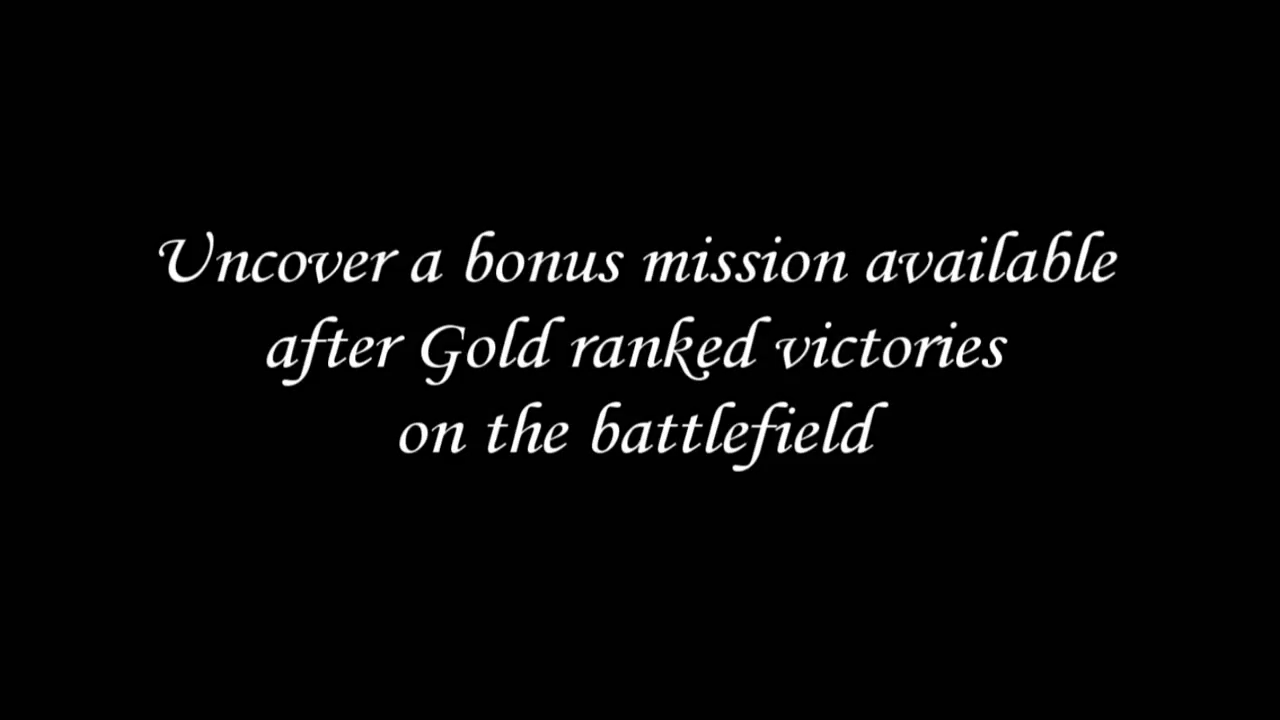 Uncover a bonus mission available
after Gold ranked victories
on the battlefield